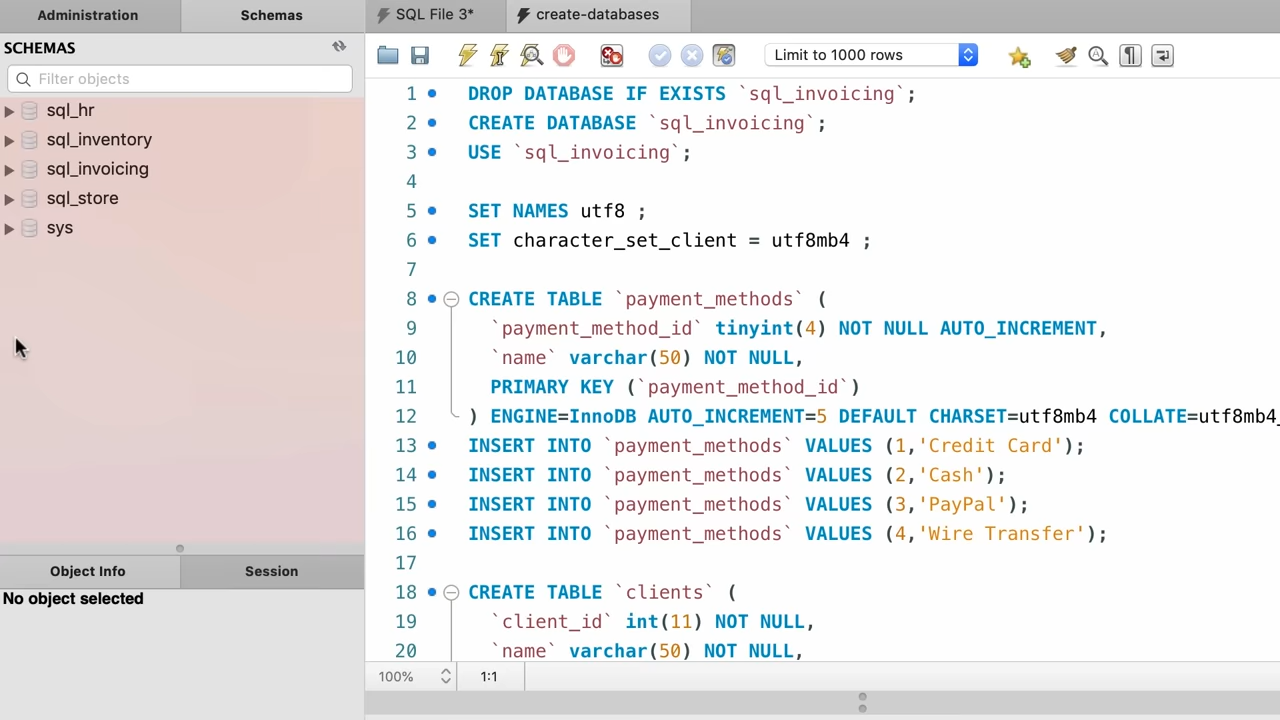 Administration
Schemas
SCHEMAS
Filter objects
sql_hr
sql_inventory
sql_invoicing
sql_store
sys
Object Info
Session
No object selected
SQL File 3*
create-databases
Limit to 1000 rows
1 DROP DATABASE IF EXISTS `sql_invoicing`;
2 CREATE DATABASE `sql_invoicing`;
3 USE `sql_invoicing`;
4
5 SET NAMES utf8 ;
6 SET character_set_client = utf8mb4 ;
7
8 CREATE TABLE `payment_methods` (
9 `payment_method_id` tinyint(4) NOT NULL AUTO_INCREMENT,
10 `name` varchar(50) NOT NULL,
11 PRIMARY KEY (`payment_method_id`)
12 ) ENGINE=InnoDB AUTO_INCREMENT=5 DEFAULT CHARSET=utf8mb4 COLLATE=utf8mb4_
13 INSERT INTO `payment_methods` VALUES (1,'Credit Card');
14 INSERT INTO `payment_methods` VALUES (2,'Cash');
15 INSERT INTO `payment_methods` VALUES (3,'PayPal');
16 INSERT INTO `payment_methods` VALUES (4,'Wire Transfer');
17
18 CREATE TABLE `clients` (
19 `client_id` int(11) NOT NULL,
20 `name` varchar(50) NOT NULL,
100%
1:1